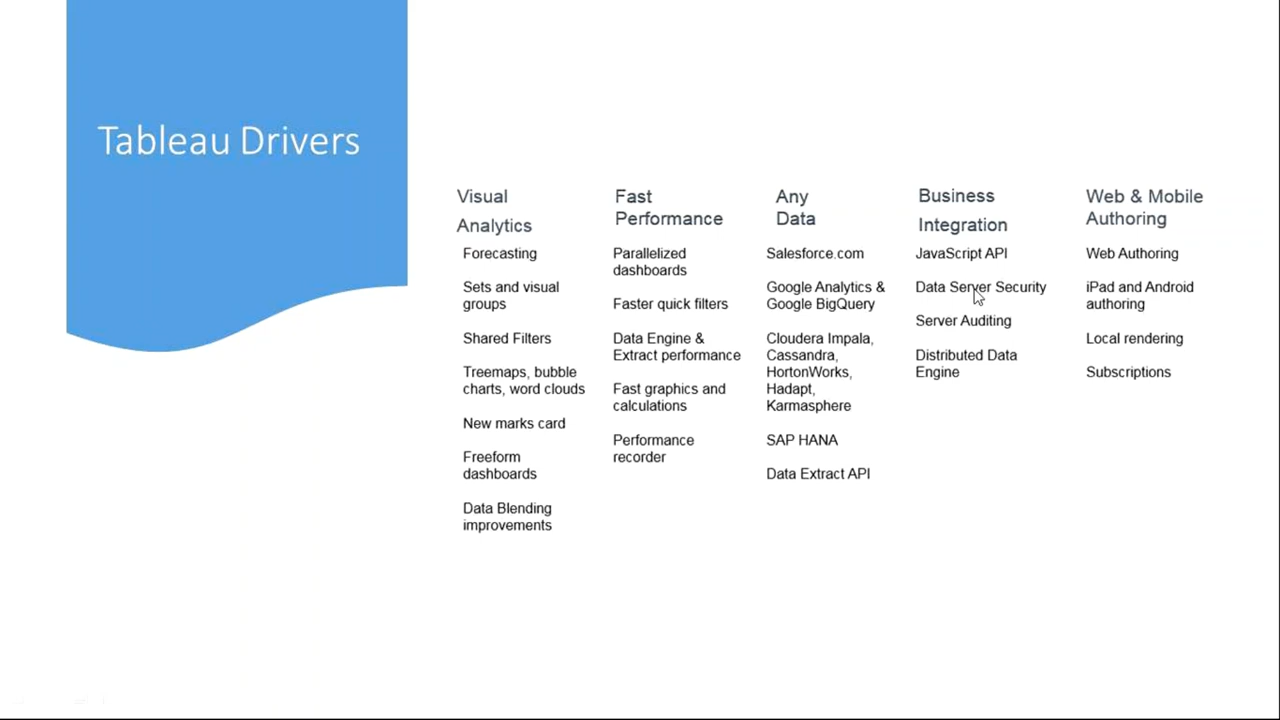 Tableau Drivers
Visual
Analytics
Forecasting
Sets and visual
groups
Shared Filters
Treemaps, bubble
charts, word clouds
New marks card
Freeform
dashboards
Data Blending
improvements
Fast
Performance
Parallelized
dashboards
Faster quick filters
Data Engine &
Extract performance
Fast graphics and
calculations
Performance
recorder
Any
Data
Salesforce.com
Google Analytics &
Google BigQuery
Cloudera Impala,
Cassandra,
HortonWorks,
Hadapt,
Karmasphere
SAP HANA
Data Extract API
Business
Integration
JavaScript API
Data Server Security
Server Auditing
Distributed Data
Engine
Web & Mobile
Authoring
Web Authoring
iPad and Android
authoring
Local rendering
Subscriptions